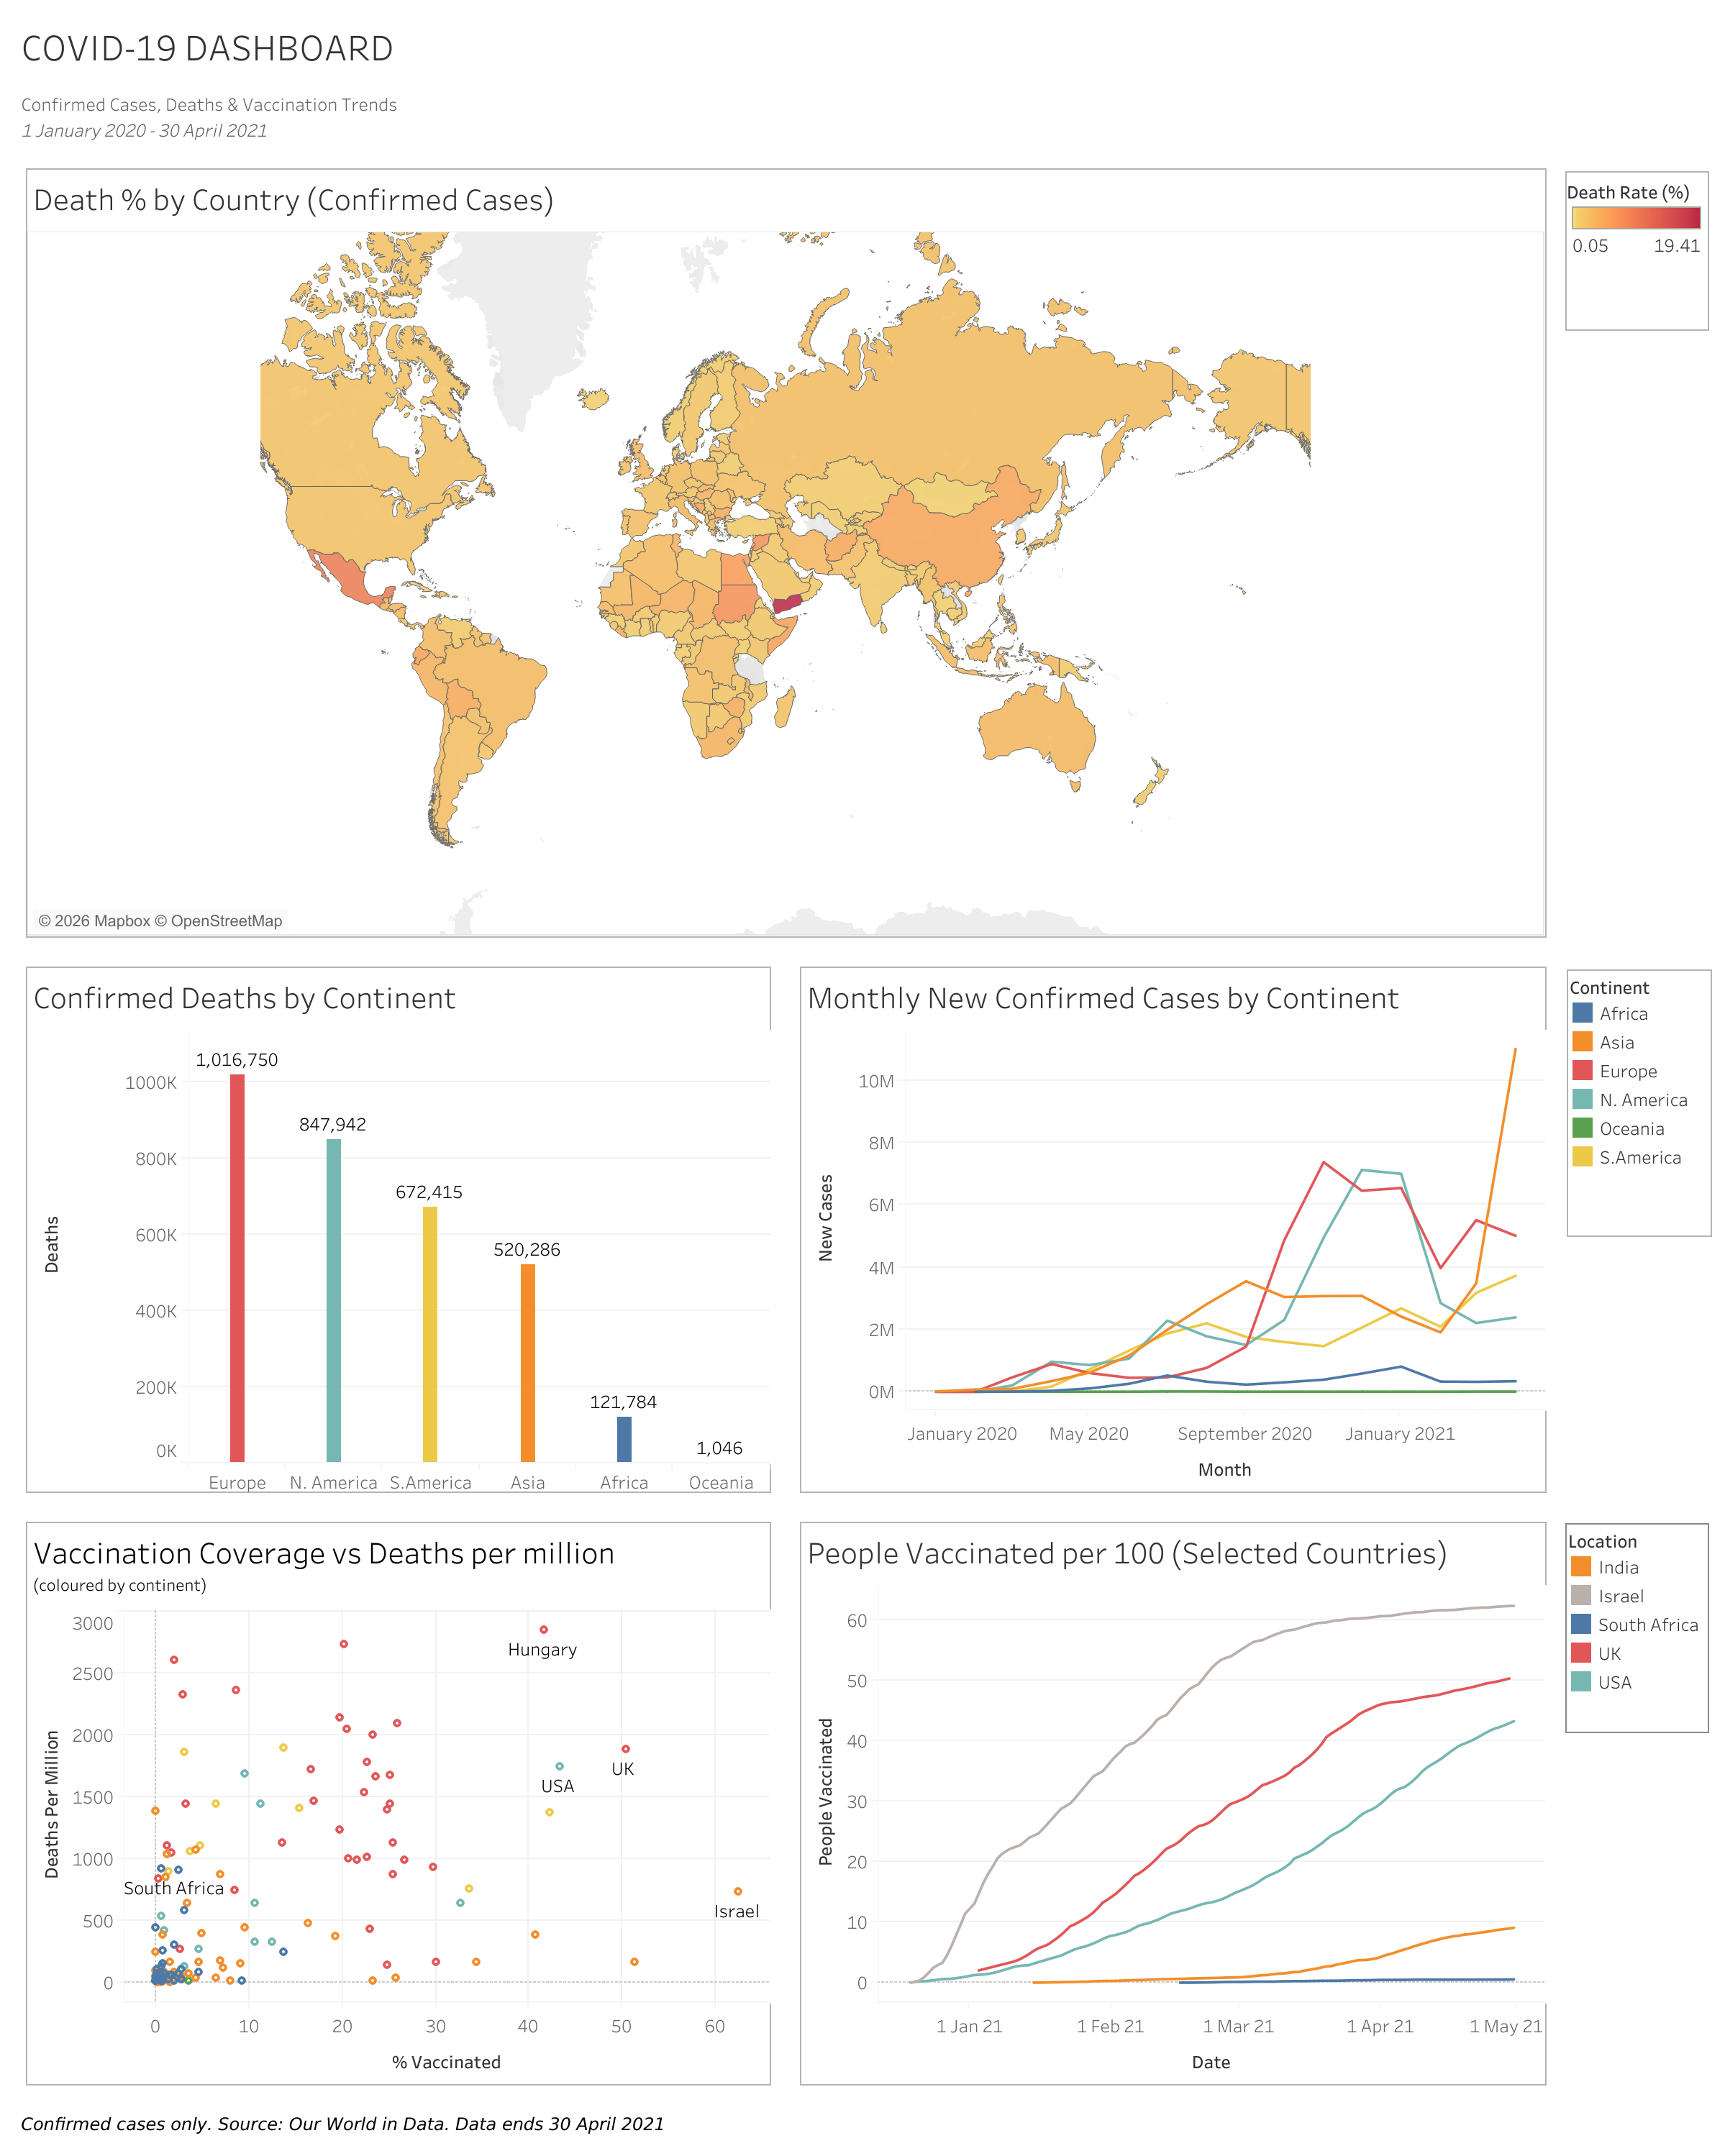 COVID-19 DASHBOARD
Confirmed Cases, Deaths & Vaccination Trends
1 January 2020 - 30 April 2021
Death % by Country (Confirmed Cases)
© 2026 Mapbox © OpenStreetMap
Death Rate (%)
0.05 19.41
Confirmed Deaths by Continent
Deaths
1000K
800K
600K
400K
200K
0K
1,016,750
847,942
672,415
520,286
121,784
1,046
Europe N. America S.America Asia Africa Oceania
Monthly New Confirmed Cases by Continent
New Cases
10M
8M
6M
4M
2M
0M
January 2020 May 2020 September 2020 January 2021
Month
Continent
Africa
Asia
Europe
N. America
Oceania
S.America
Vaccination Coverage vs Deaths per million
(coloured by continent)
Deaths Per Million
3000
2500
2000
1500
1000
500
0
Hungary
UK
USA
South Africa
Israel
0 10 20 30 40 50 60
% Vaccinated
People Vaccinated per 100 (Selected Countries)
People Vaccinated
60
50
40
30
20
10
0
1 Jan 21 1 Feb 21 1 Mar 21 1 Apr 21 1 May 21
Date
Location
India
Israel
South Africa
UK
USA
Confirmed cases only. Source: Our World in Data. Data ends 30 April 2021